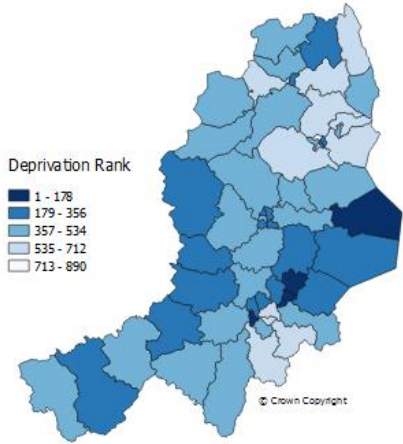 Deprivation Rank
1 - 178
179 - 356
357 - 534
535 - 712
713 - 890
© Crown Copyright